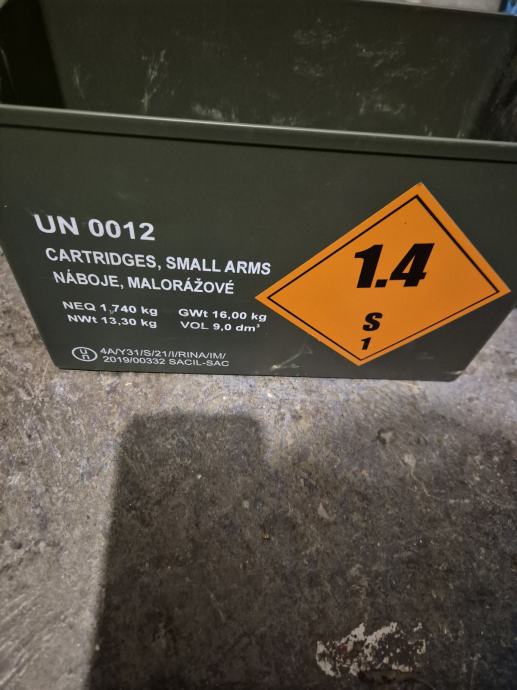 UN 0012
CARTRIDGES, SMALL ARMS
NÁBOJE, MALORÁŽOVÉ
NEQ 1,740 kg GWt 16,00 kg
NWt 13,30 kg VOL 9,0 dm³
UN 4A/Y31/S/21/I/RINA/IM/
2019/00332 SACIL-SAC
1.4
S
1